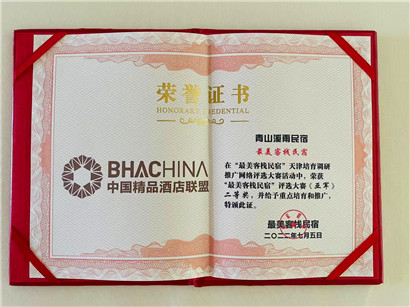 荣誉证书
HONORARY CREDENTIAL
BHACHINA
中国精品酒店联盟
青山溪雨民宿
最美客栈民宿
在“最美客栈民宿”天津培育调研
推广网络评选大赛活动中，荣获
“最美客栈民宿”评选大赛（亚军）
二等奖，并给予重点培育和推广，
特颁此证。
最美客栈民宿
二〇二二年七月五日